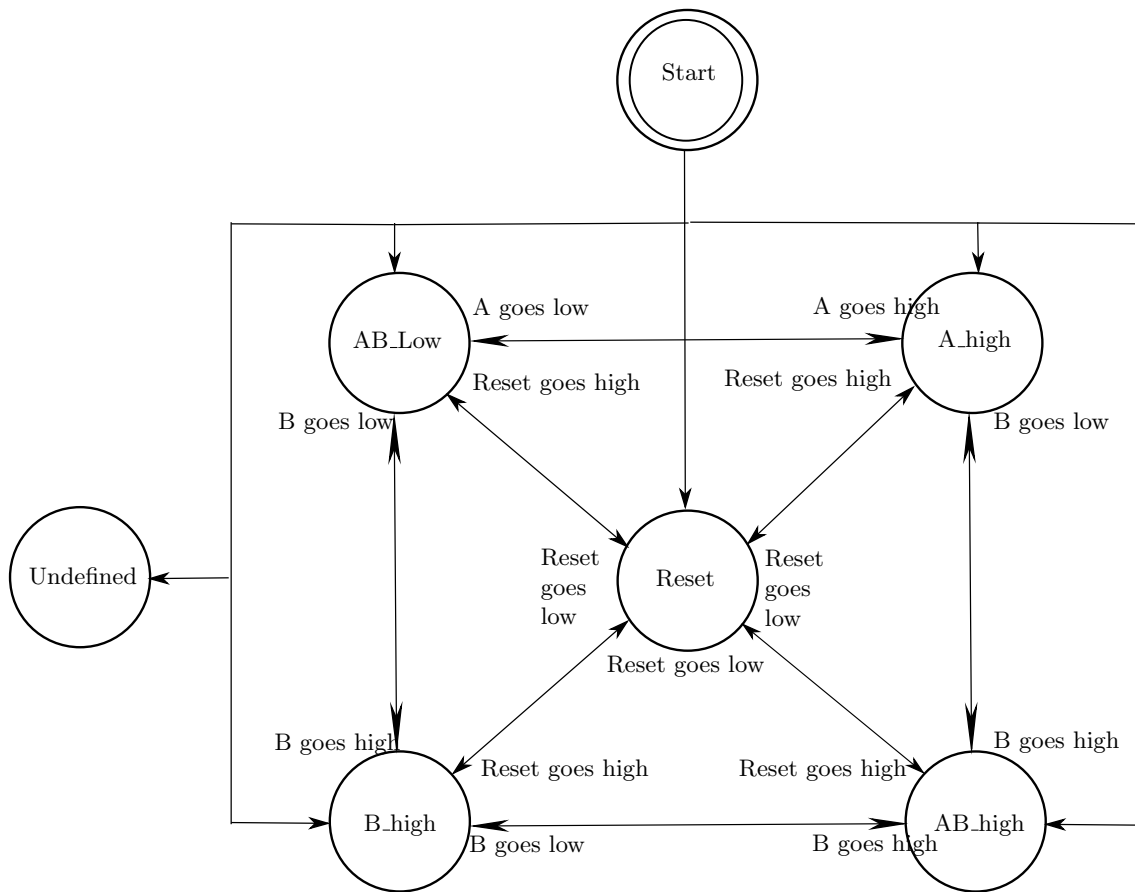 Start
A goes low
A goes high
AB_Low
A_high
Reset goes high
Reset goes high
B goes low
B goes low
Reset
goes
low
Reset
goes
low
Undefined
Reset
Reset goes low
B goes high
B goes high
Reset goes high
Reset goes high
B_high
AB_high
B goes low
B goes high